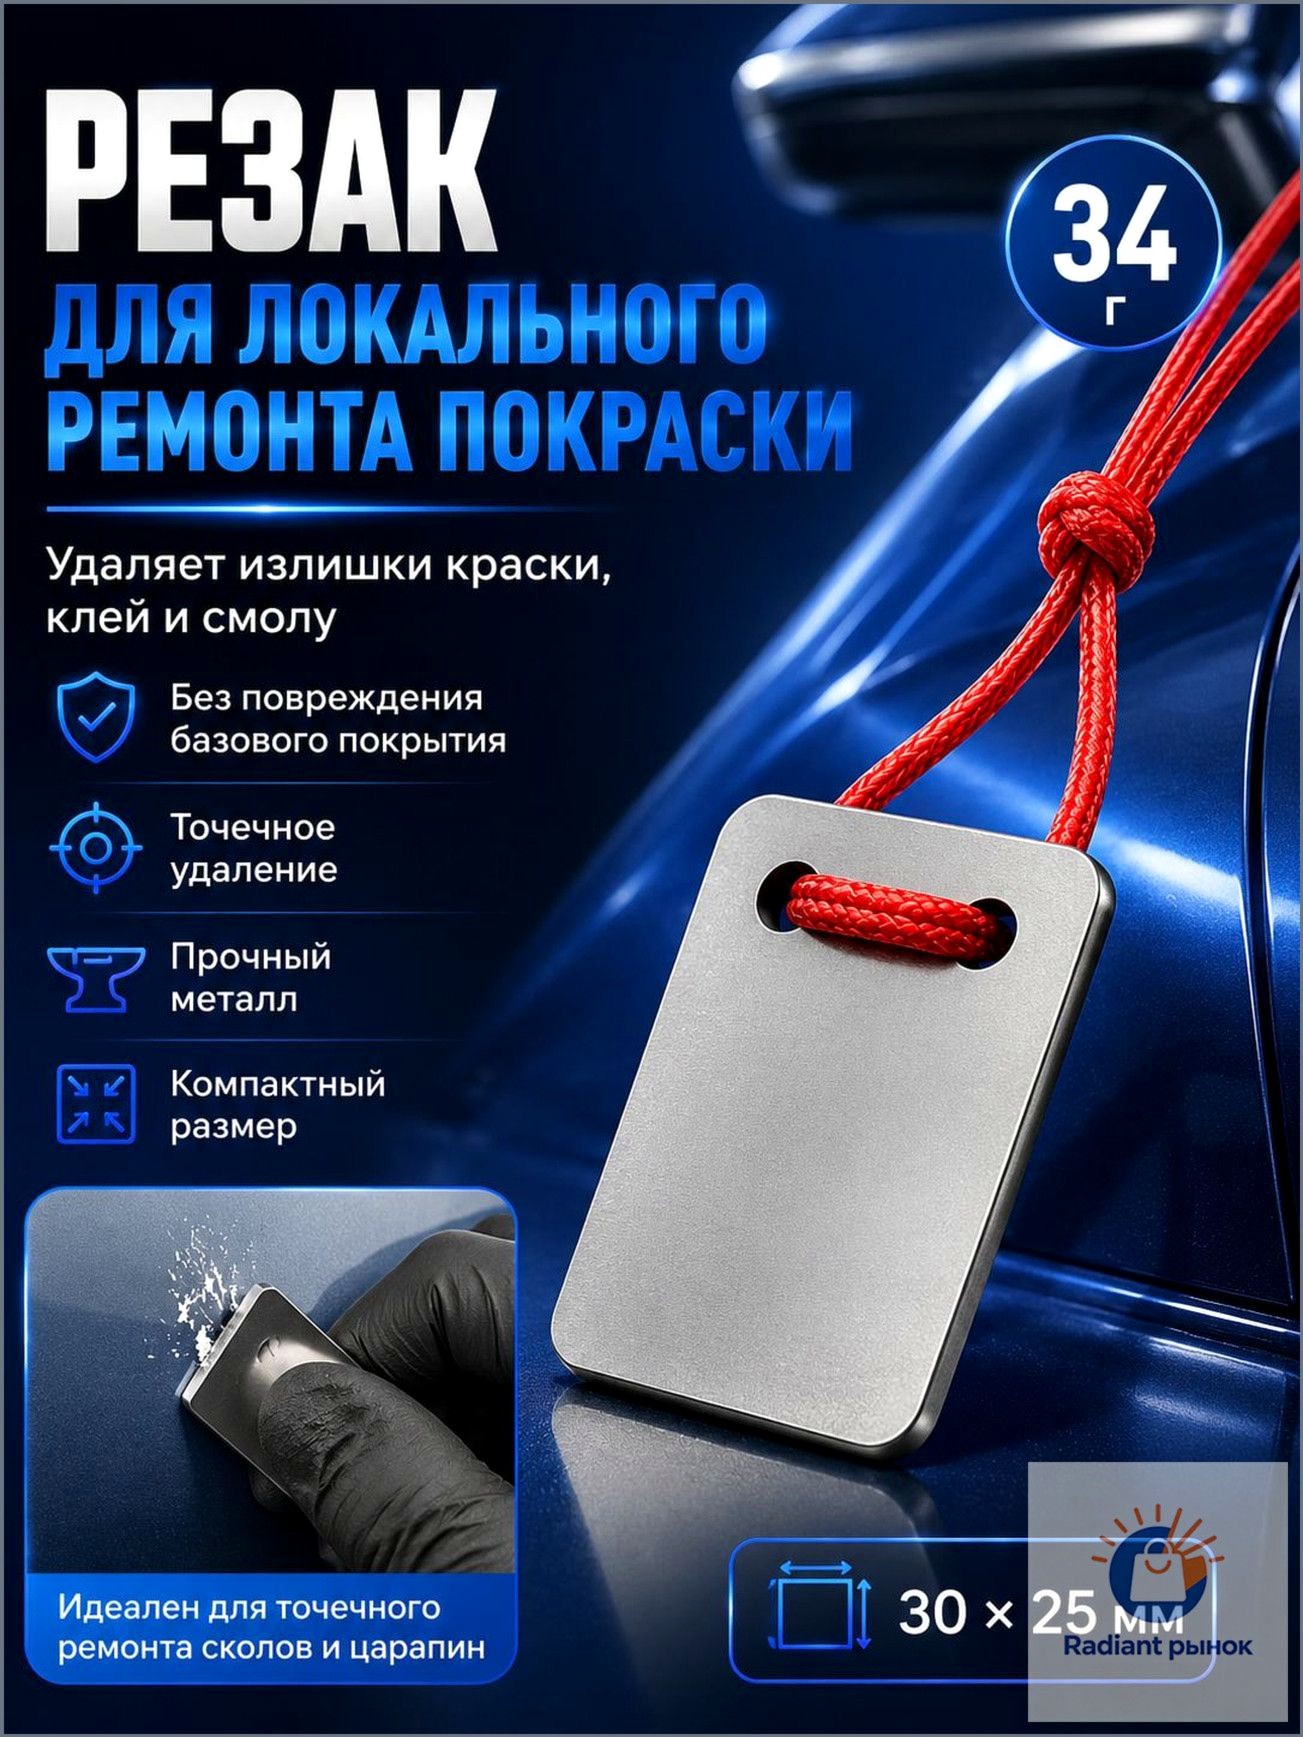 РЕЗАК
ДЛЯ ЛОКАЛЬНОГО
РЕМОНТА ПОКРАСКИ
34
г
Удаляет излишки краски,
клей и смолу
Без повреждения
базового покрытия
Точечное
удаление
Прочный
металл
Компактный
размер
Идеален для точечного
ремонта сколов и царапин
30 × 25 мм
Radiant рынок